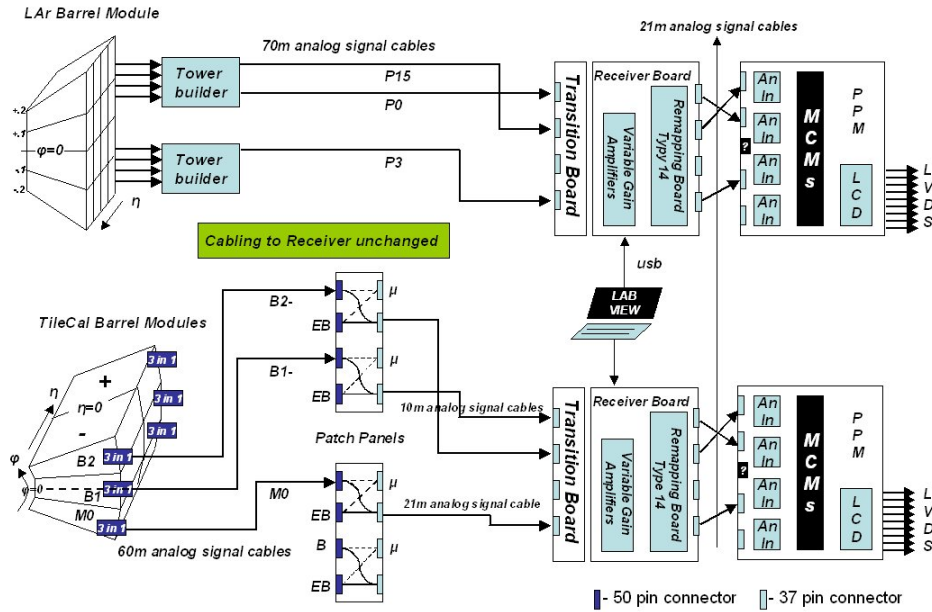 LAr Barrel Module
70m analog signal cables
21m analog signal cables
Tower builder
P15
P0
Tower builder
P3
+.2
+.1
φ=0
-.1
-.2
η
Transition Board
Receiver Board
Variable Gain Amplifiers
Remapping Board Typy 14
An In
An In
An In
An In
?
MCMs
PPM
LCD
L
V
D
S
Cabling to Receiver unchanged
usb
LAB VIEW
TileCal Barrel Modules
B2-
μ
EB
B1-
μ
EB
3 in 1
3 in 1
3 in 1
3 in 1
3 in 1
3 in 1
η
+
η=0
-
φ
φ=0
B2
B1
M0
Patch Panels
10m analog signal cables
M0
μ
EB
21m analog signal cable
B
μ
EB
60m analog signal cables
Transition Board
Receiver Board
Variable Gain Amplifiers
Remapping Board Type 14
An In
An In
An In
An In
?
MCMs
PPM
LCD
L
V
D
S
- 50 pin connector
- 37 pin connector